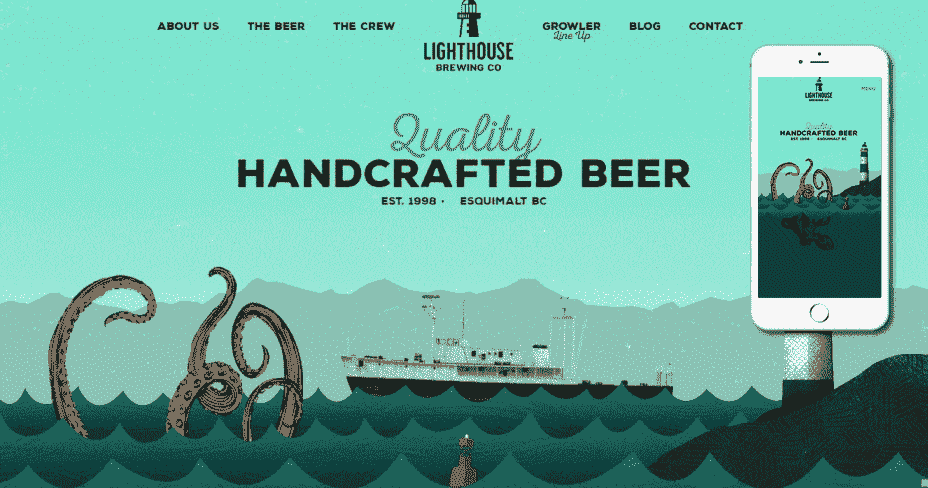 ABOUT US THE BEER THE CREW GROWLER BLOG CONTACT
Line Up
LIGHTHOUSE
BREWING CO
Quality
HANDCRAFTED BEER
EST. 1998 · ESQUIMALT BC
LIGHTHOUSE
BREWING CO
MENU
Quality
HANDCRAFTED BEER
EST. 1998 ESQUIMALT BC